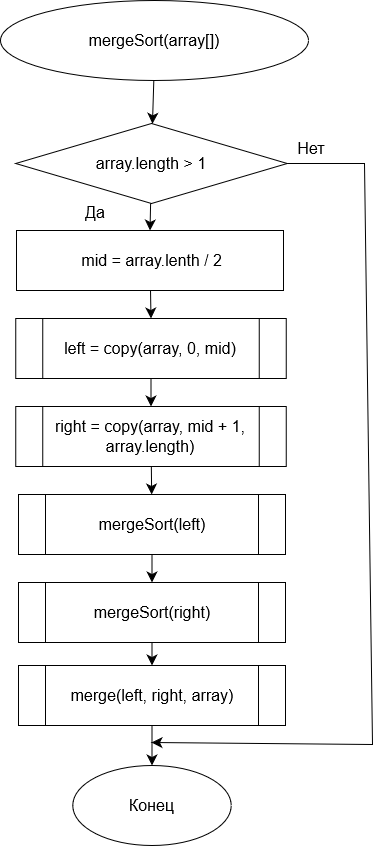 mergeSort(array[])
array.length > 1
Нет
Да
mid = array.lenth / 2
left = copy(array, 0, mid)
right = copy(array, mid + 1,
array.length)
mergeSort(left)
mergeSort(right)
merge(left, right, array)
Конец